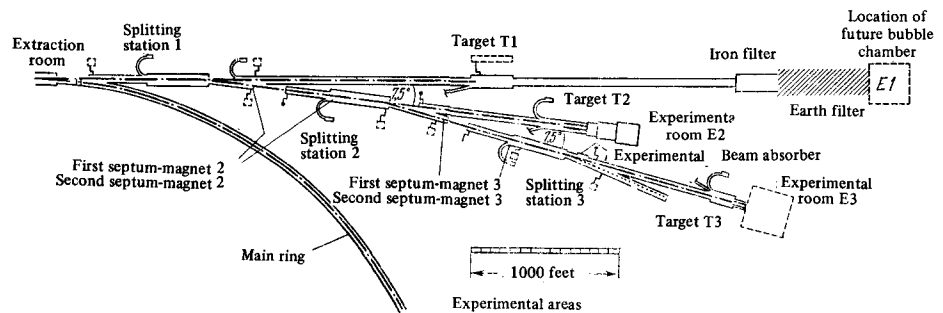 Location of
future bubble
chamber
Splitting
station 1
Extraction
room
Target T1
Iron filter
E1
Earth filter
7,5°
Target T2
Experimenta
room E2
Splitting
station 2
7,5°
Experimental
Beam absorber
First septum-magnet 2
Second septum-magnet 2
First septum-magnet 3
Second septum-magnet 3
Splitting
station 3
Experimental
room E3
Target T3
Main ring
1000 feet
Experimental areas